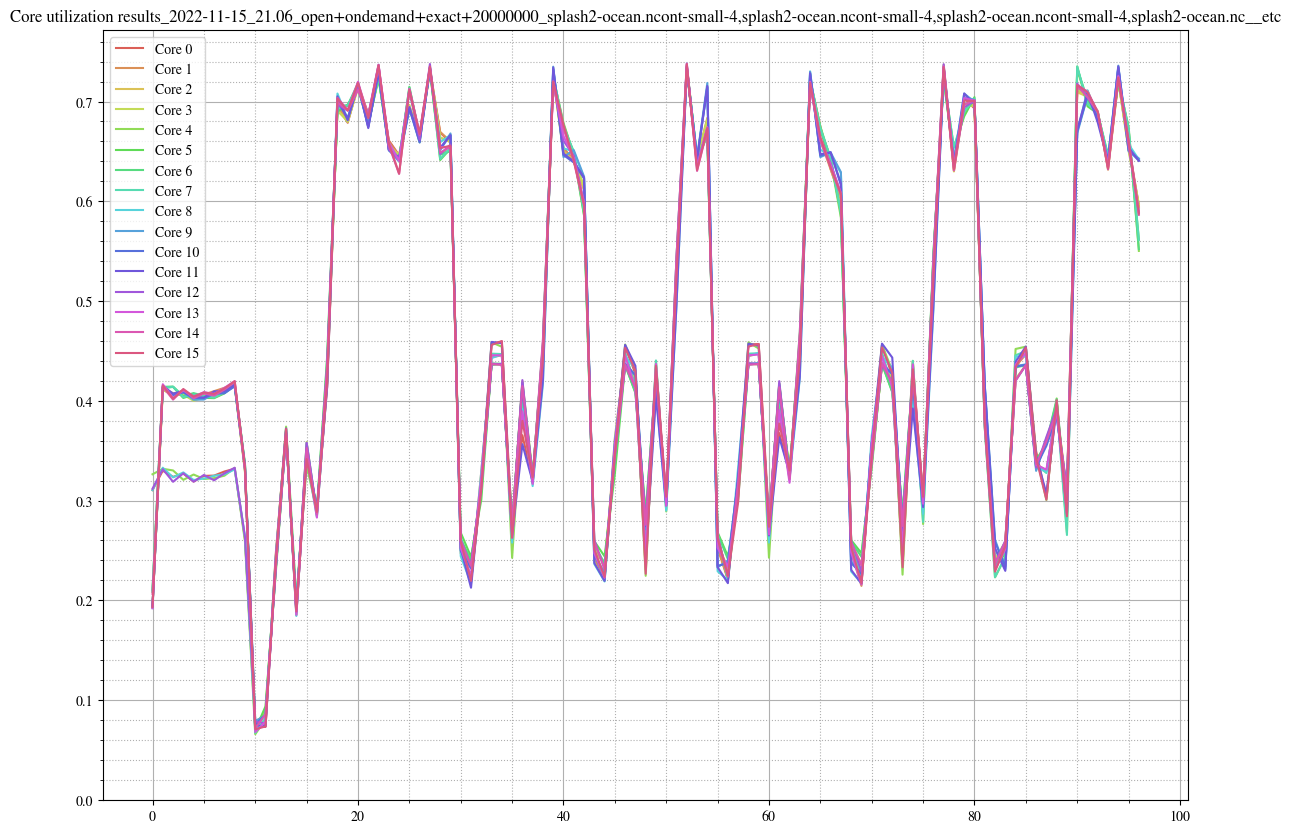 Core utilization results_2022-11-15_21.06_open+ondemand+exact+20000000_splash2-ocean.ncont-small-4,splash2-ocean.ncont-small-4,splash2-ocean.ncont-small-4,splash2-ocean.nc__etc
Core 0
Core 1
Core 2
Core 3
Core 4
Core 5
Core 6
Core 7
Core 8
Core 9
Core 10
Core 11
Core 12
Core 13
Core 14
Core 15
0.7
0.6
0.5
0.4
0.3
0.2
0.1
0.0
0 20 40 60 80 100